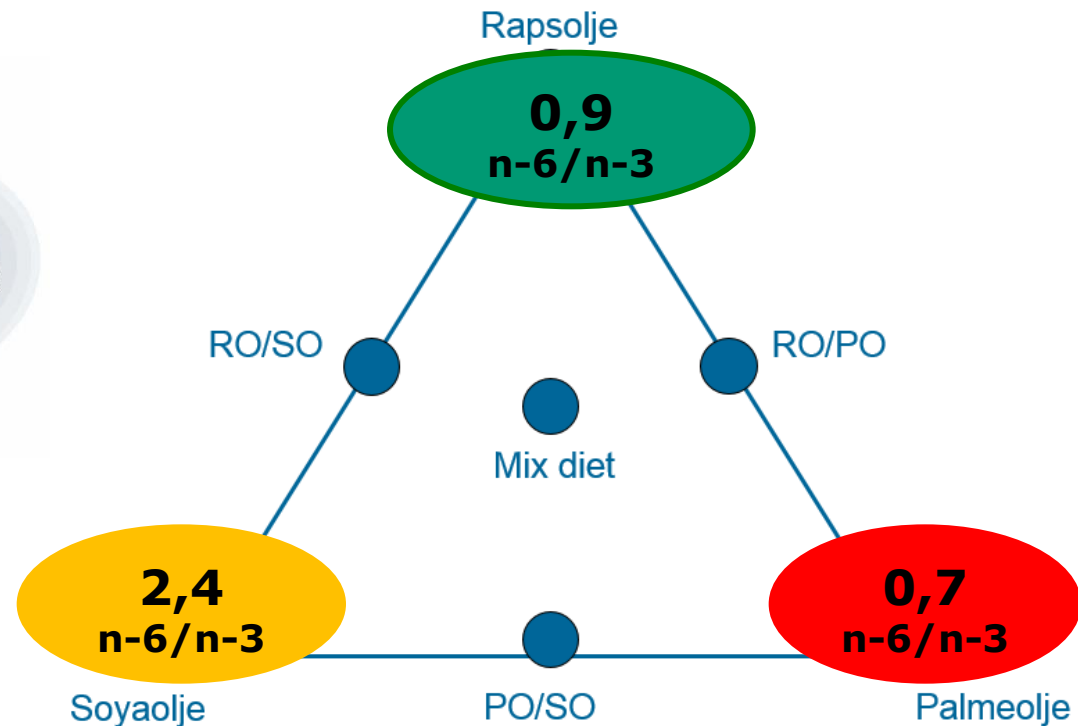 Rapsolje
0,9
n-6/n-3
RO/SO
RO/PO
Mix diet
2,4
n-6/n-3
0,7
n-6/n-3
Soyaolje
PO/SO
Palmeolje